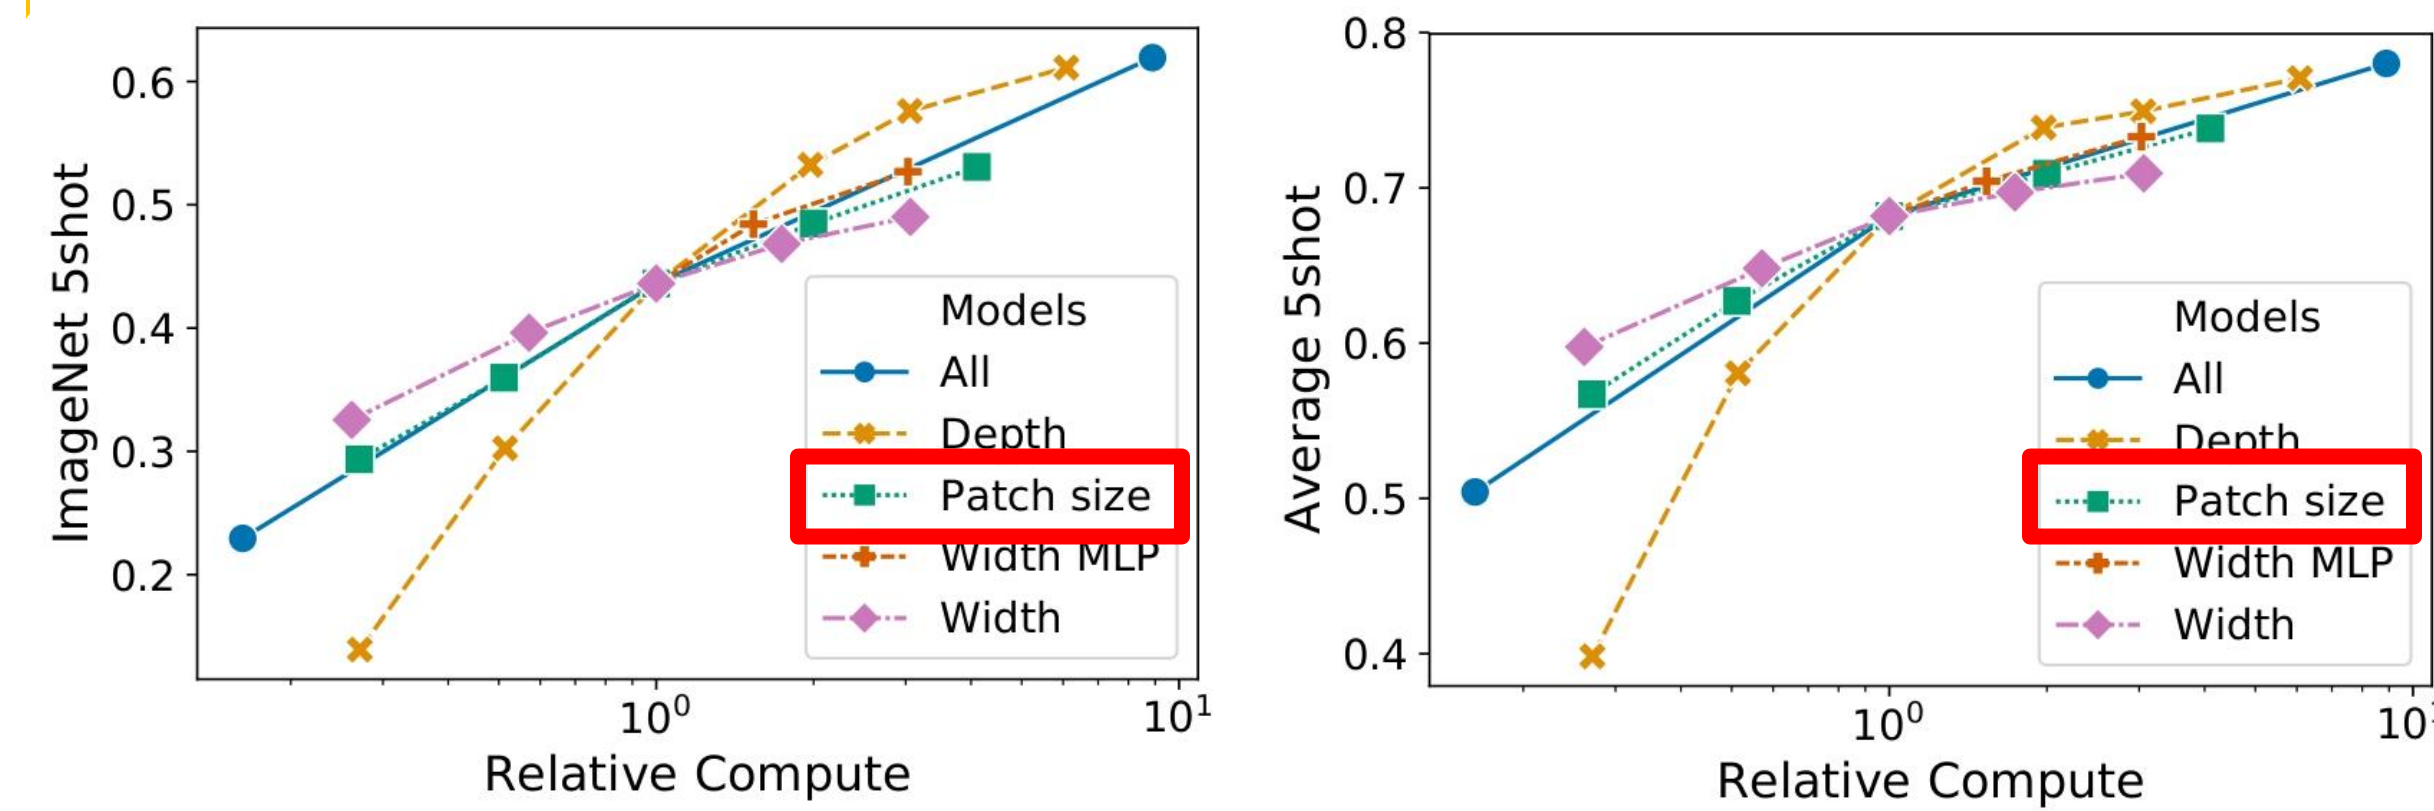 ImageNet 5shot
0.6
0.5
0.4
0.3
0.2
10⁰
10¹
Relative Compute
Models
All
Depth
Patch size
Width MLP
Width
Average 5shot
0.8
0.7
0.6
0.5
0.4
10⁰
10¹
Relative Compute
Models
All
Depth
Patch size
Width MLP
Width